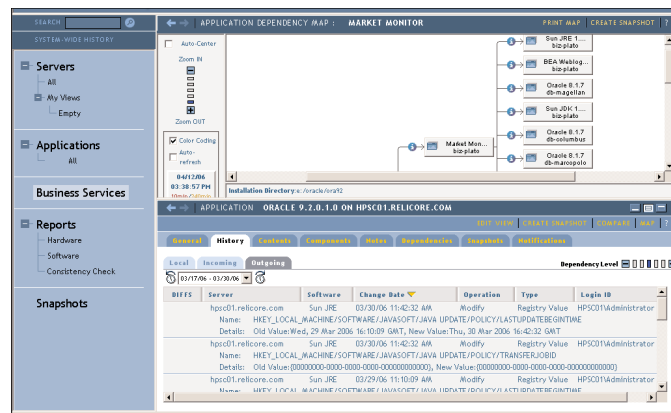 SEARCH
SYSTEM-WIDE HISTORY
Servers
All
My Views
Empty
Applications
All
Business Services
Reports
Hardware
Software
Consistency Check
Snapshots
APPLICATION DEPENDENCY MAP : MARKET MONITOR
PRINT MAP | CREATE SNAPSHOT | ?
Auto-Center
Zoom IN
Zoom OUT
Color Coding
Auto-refresh
04/12/06
03:38:57 PM
Sun JRE 1...
biz-plato
BEA Weblog...
biz-plato
Oracle 8.1.7
db-magellan
Sun JDK 1...
biz-plato
Market Mon...
biz-plato
Oracle 8.1.7
db-columbus
Oracle 8.1.7
db-marcopolo
Installation Directory:e: /oracle/ora92
APPLICATION ORACLE 9.2.0.1.0 ON HPSC01.RELICORE.COM
EDIT VIEW | CREATE SNAPSHOT | COMPARE | MAP | ?
General History Contents Components Notes Dependencies Snapshots Notifications
Local Incoming Outgoing
Dependency Level
03/17/06 - 03/30/06
DIFFS Server Software Change Date Operation Type Login ID
hpsc01.relicore.com Sun JRE 03/30/06 11:42:32 AM Modify Registry Value HPSC01\Administrator
Name: HKEY_LOCAL_MACHINE/SOFTWARE/JAVASOFT/JAVA UPDATE/POLICY/LASTUPDATEBEGINTIME
Details: Old Value:Wed, 29 Mar 2006 16:10:09 GMT, New Value:Thu, 30 Mar 2006 16:42:32 GMT
hpsc01.relicore.com Sun JRE 03/30/06 11:42:32 AM Modify Registry Value HPSC01\Administrator
Name: HKEY_LOCAL_MACHINE/SOFTWARE/JAVASOFT/JAVA UPDATE/POLICY/TRANSFERJOBID
Details: Old Value:{00000000-0000-0000-0000-000000000000}, New Value:{00000000-0000-0000-0000-000000000000}
hpsc01.relicore.com Sun JRE 03/29/06 11:10:09 AM Modify Registry Value HPSC01\Administrator
Name: HKEY_LOCAL_MACHINE/SOFTWARE/JAVASOFT/JAVA UPDATE/POLICY/LASTUPDATEBEGINTIME